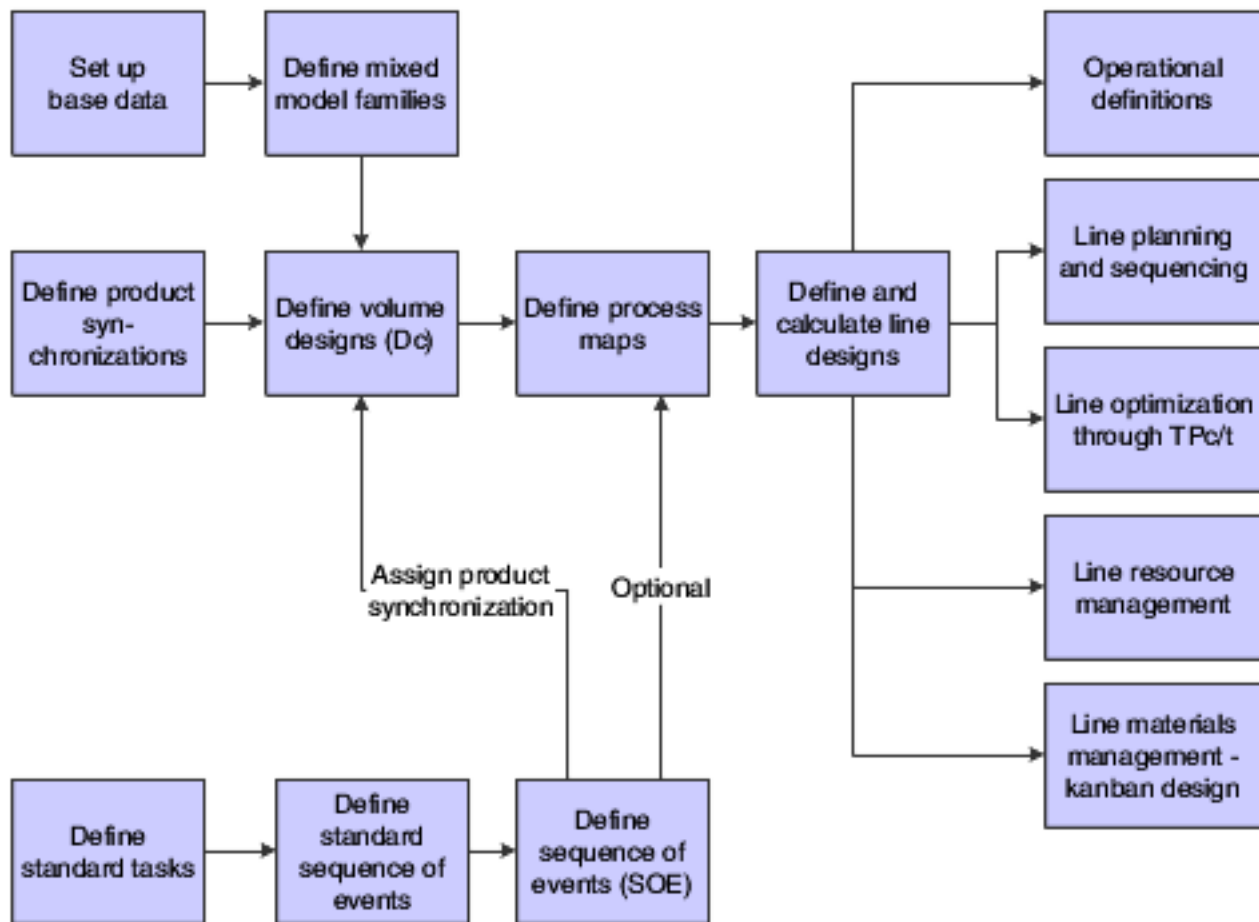 Set up
base data
Define mixed
model families
Operational
definitions
Define product
syn-
chronizations
Define volume
designs (Dc)
Define process
maps
Define and
calculate line
designs
Line planning
and sequencing
Line optimization
through TPc/t
Assign product
synchronization
Optional
Line resource
management
Line materials
management -
kanban design
Define
standard tasks
Define
standard
sequence of
events
Define
sequence of
events (SOE)